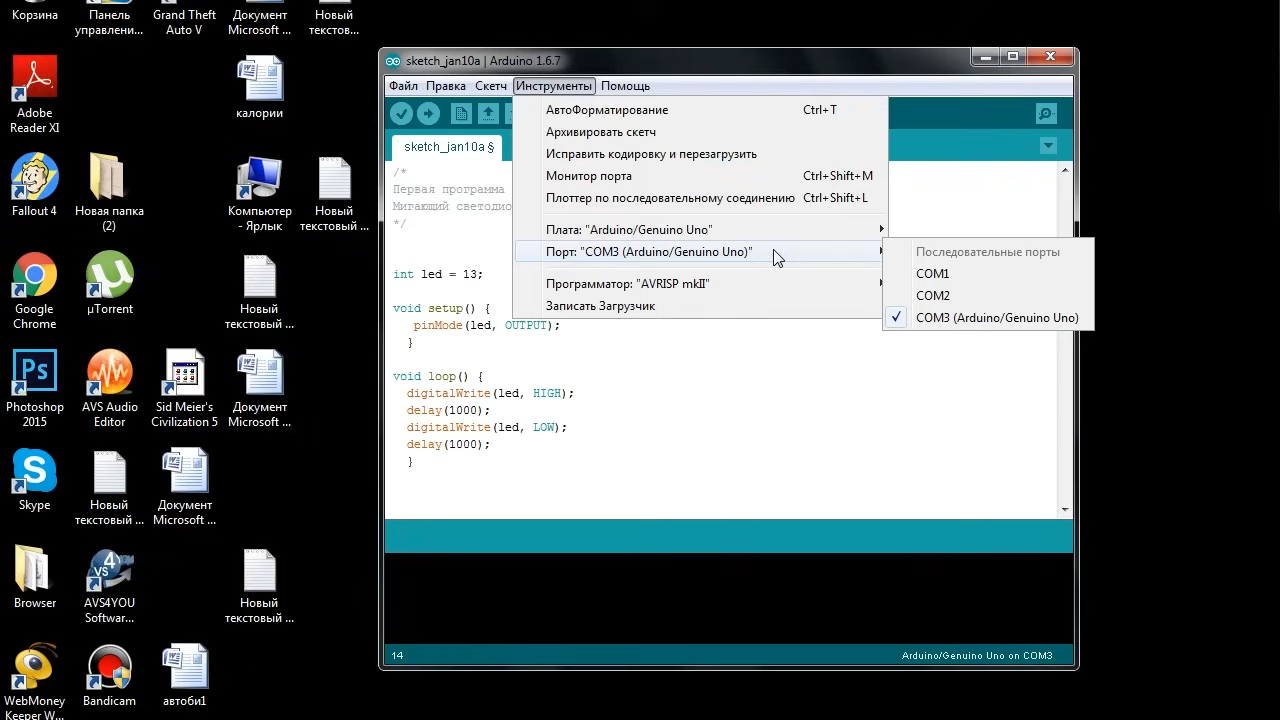 Корзина
Панель
управлени...
Grand Theft
Auto V
Документ
Microsoft ...
Новый
текстов...
Adobe
Reader XI
калории
Fallout 4
Новая папка
(2)
Компьютер
- Ярлык
Новый
текстовый ...
Google
Chrome
µTorrent
Новый
текстовый ...
Photoshop
2015
AVS Audio
Editor
Sid Meier's
Civilization 5
Документ
Microsoft ...
Skype
Новый
текстовый ...
Документ
Microsoft ...
Browser
AVS4YOU
Softwar...
Новый
текстовый ...
WebMoney
Keeper W...
Bandicam
автоби1
sketch_jan10a | Arduino 1.6.7
Файл Правка Скетч Инструменты Помощь
sketch_jan10a §
АвтоФорматирование Ctrl+T
Архивировать скетч
Исправить кодировку и перезагрузить
Монитор порта Ctrl+Shift+M
Плоттер по последовательному соединению Ctrl+Shift+L
Плата: "Arduino/Genuino Uno"
Порт: "COM3 (Arduino/Genuino Uno)"
Программатор: "AVRISP mkII"
Записать Загрузчик
Последовательные порты
COM1
COM2
COM3 (Arduino/Genuino Uno)
/*
Первая программа
Мигающий светодио
*/
int led = 13;
void setup() {
pinMode(led, OUTPUT);
}
void loop() {
digitalWrite(led, HIGH);
delay(1000);
digitalWrite(led, LOW);
delay(1000);
}
14
Arduino/Genuino Uno on COM3